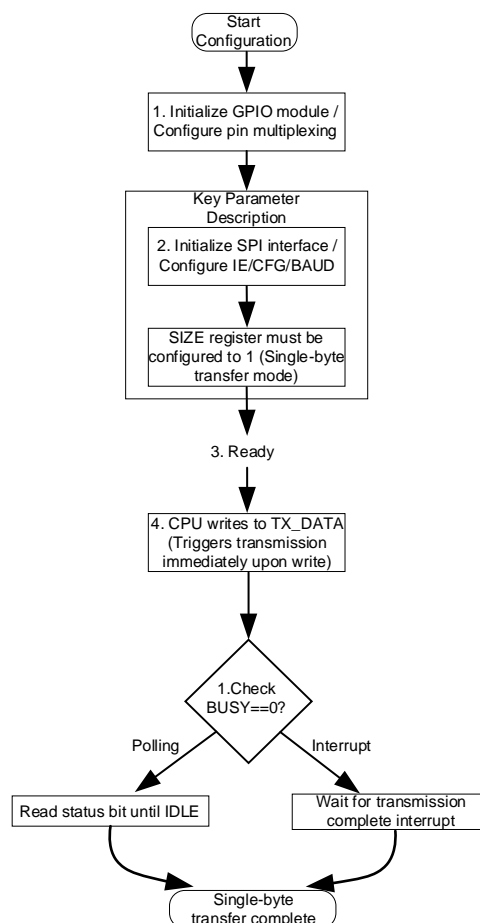 Start
Configuration
1. Initialize GPIO module /
Configure pin multiplexing
Key Parameter
Description
2. Initialize SPI interface /
Configure IE/CFG/BAUD
SIZE register must be
configured to 1 (Single-byte
transfer mode)
3. Ready
4. CPU writes to TX_DATA
(Triggers transmission
immediately upon write)
1.Check
BUSY==0?
Polling
Interrupt
Read status bit until IDLE
Wait for transmission
complete interrupt
Single-byte
transfer complete